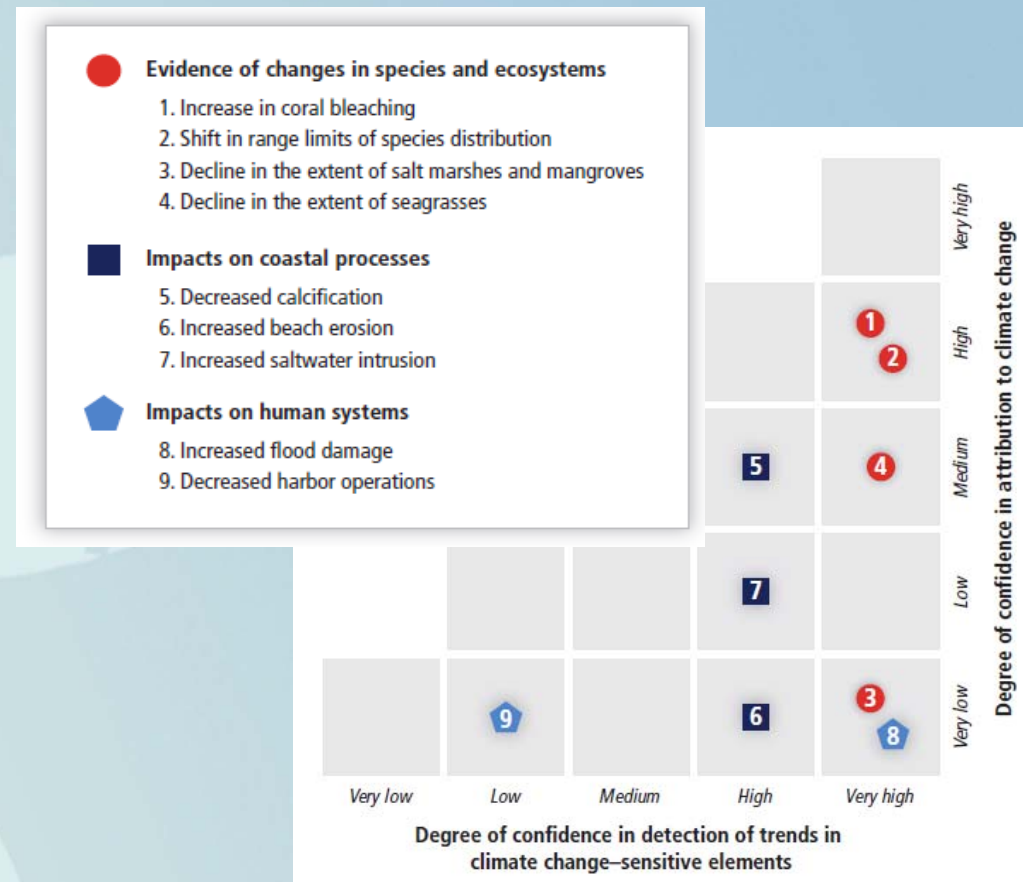 Evidence of changes in species and ecosystems
1. Increase in coral bleaching
2. Shift in range limits of species distribution
3. Decline in the extent of salt marshes and mangroves
4. Decline in the extent of seagrasses
Impacts on coastal processes
5. Decreased calcification
6. Increased beach erosion
7. Increased saltwater intrusion
Impacts on human systems
8. Increased flood damage
9. Decreased harbor operations
1
2
5
4
7
9
6
3
8
Very high
High
Medium
Low
Very low
Degree of confidence in attribution to climate change
Very low
Low
Medium
High
Very high
Degree of confidence in detection of trends in
climate change–sensitive elements